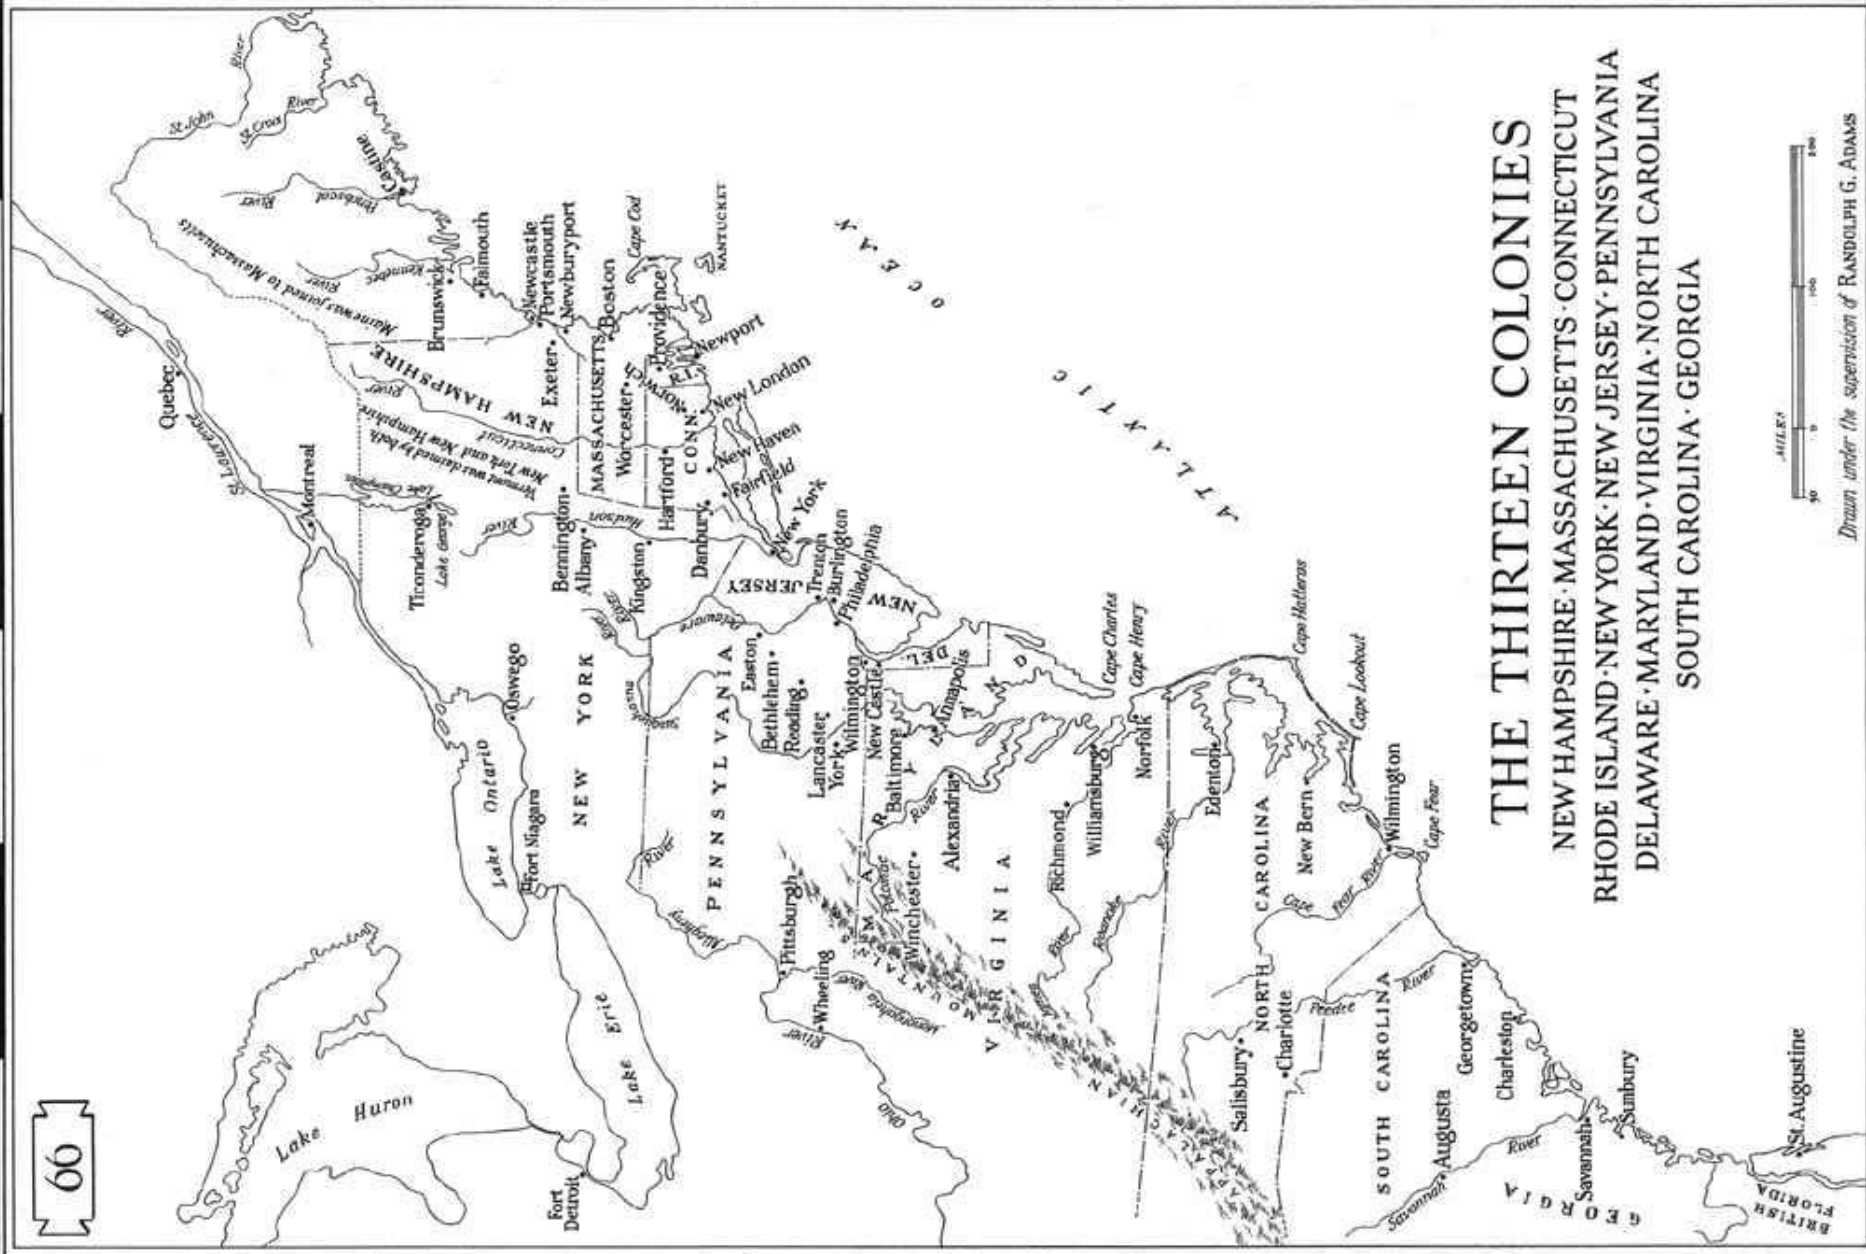 66
THE THIRTEEN COLONIES
NEW HAMPSHIRE · MASSACHUSETTS · CONNECTICUT
RHODE ISLAND · NEW YORK · NEW JERSEY · PENNSYLVANIA
DELAWARE · MARYLAND · VIRGINIA · NORTH CAROLINA
SOUTH CAROLINA · GEORGIA
MILES
50 0 100 200
Drawn under the supervision of RANDOLPH G. ADAMS
Lake Huron
Fort
Detroit
Lake Erie
Lake Ontario
Fort Niagara
Oswego
St. Laurence
River
Quebec
Montreal
St John
River
St Croix
River
Castine
Penobscot
River
Kennebec
River
Maine was joined to Massachusetts
Brunswick
Falmouth
Newcastle
Portsmouth
Newburyport
Exeter
NEW HAMPSHIRE
Connecticut
River
Vermont was claimed by both
New York and New Hampshire
Lake Champlain
Ticonderoga
Lake George
Hudson
River
Bennington
Albany
Kingston
MASSACHUSETTS
Boston
Worcester
Cape Cod
NANTUCKET
Providence
R.I.
Newport
Norwich
New London
CONN.
Hartford
New Haven
Fairfield
Danbury
New York
NEW YORK
NEW JERSEY
Trenton
Burlington
Philadelphia
Delaware
River
River
PENNSYLVANIA
Easton
Bethlehem
Reading
Lancaster
York
Susquehanna
Allegheny
River
Pittsburgh
Wheeling
Ohio
River
Monongahela River
Wilmington
New Castle
DEL.
MARYLAND
Baltimore
Annapolis
Potomac
River
Winchester
Alexandria
VIRGINIA
Richmond
Williamsburg
Norfolk
Cape Charles
Cape Henry
James
River
Roanoke
River
APPALACHIAN MOUNTAINS
NORTH CAROLINA
Edenton
New Bern
Wilmington
Cape Hatteras
Cape Lookout
Cape Fear
Cape Fear River
Salisbury
Charlotte
Peedee
River
SOUTH CAROLINA
Georgetown
Charleston
Augusta
Savannah
River
GEORGIA
Savannah
Sunbury
BRITISH
FLORIDA
St. Augustine
ATLANTIC OCEAN